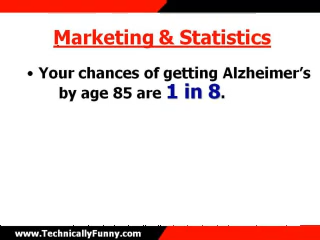 Marketing & Statistics
• Your chances of getting Alzheimer's
by age 85 are 1 in 8.
www.TechnicallyFunny.com